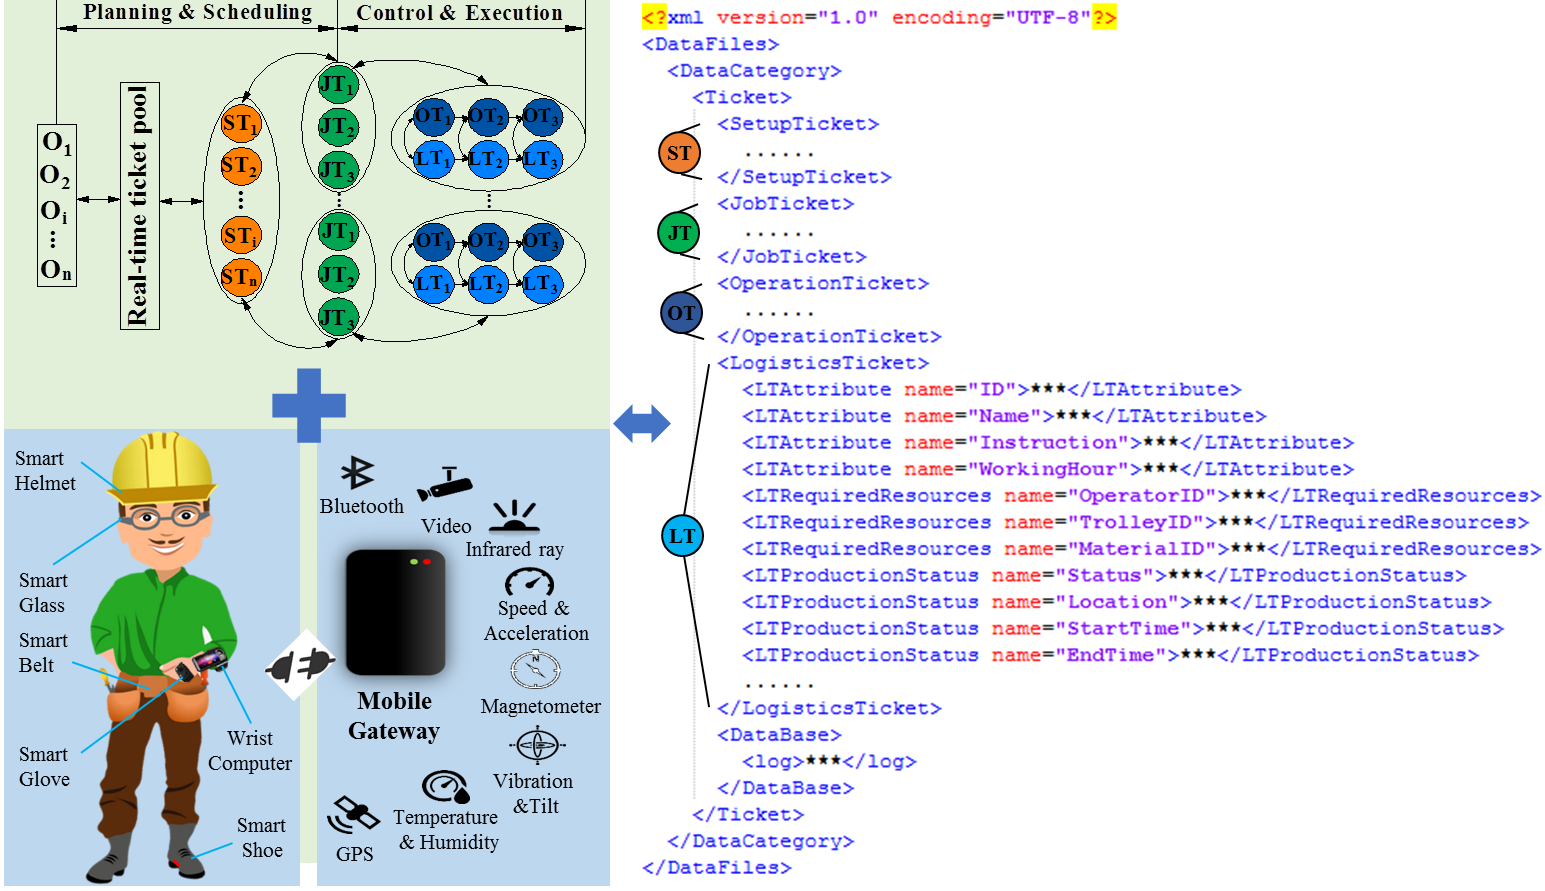 Planning & Scheduling
Control & Execution
O1
O2
Oi
On
Real-time ticket pool
ST1
ST2
STi
STn
JT1
JT2
JT3
JT1
JT2
JT3
OT1 OT2 OT3
LT1 LT2 LT3
OT1 OT2 OT3
LT1 LT2 LT3
Smart
Helmet
Smart
Glass
Smart
Belt
Smart
Glove
Wrist
Computer
Smart
Shoe
Bluetooth
Video
Infrared ray
Speed &
Acceleration
N
Magnetometer
Vibration
&Tilt
Temperature
& Humidity
GPS
Mobile
Gateway
<?xml version="1.0" encoding="UTF-8"?>
<DataFiles>
<DataCategory>
<Ticket>
<SetupTicket>
ST
......
</SetupTicket>
<JobTicket>
JT
......
</JobTicket>
<OperationTicket>
OT
......
</OperationTicket>
<LogisticsTicket>
<LTAttribute name="ID">***</LTAttribute>
<LTAttribute name="Name">***</LTAttribute>
<LTAttribute name="Instruction">***</LTAttribute>
<LTAttribute name="WorkingHour">***</LTAttribute>
<LTRequiredResources name="OperatorID">***</LTRequiredResources>
<LTRequiredResources name="TrolleyID">***</LTRequiredResources>
LT
<LTRequiredResources name="MaterialID">***</LTRequiredResources>
<LTProductionStatus name="Status">***</LTProductionStatus>
<LTProductionStatus name="Location">***</LTProductionStatus>
<LTProductionStatus name="StartTime">***</LTProductionStatus>
<LTProductionStatus name="EndTime">***</LTProductionStatus>
......
</LogisticsTicket>
<DataBase>
<log>***</log>
</DataBase>
</Ticket>
</DataCategory>
</DataFiles>